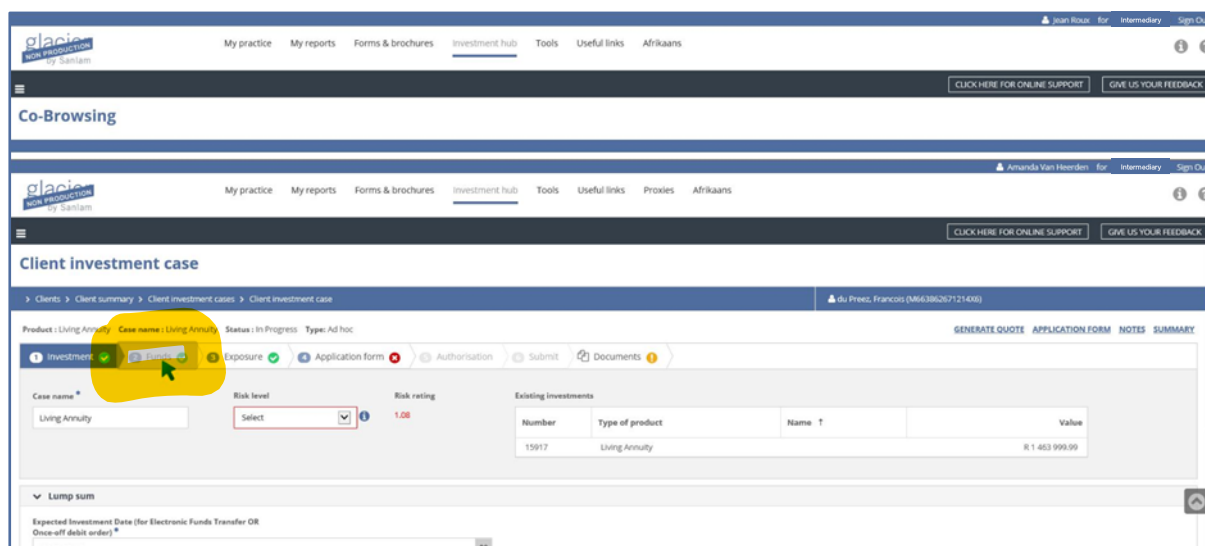 Jean Roux for Intermediary Sign Ou
glacie
NON PRODUCTION
by Sanlam
My practice My reports Forms & brochures Investment hub Tools Useful links Afrikaans
CLICK HERE FOR ONLINE SUPPORT GIVE US YOUR FEEDBACK
Co-Browsing
Amanda Van Heerden for Intermediary Sign Ou
glacie
NON PRODUCTION
by Sanlam
My practice My reports Forms & brochures Investment hub Tools Useful links Proxies Afrikaans
CLICK HERE FOR ONLINE SUPPORT GIVE US YOUR FEEDBACK
Client investment case
> Clients > Client summary > Client investment cases > Client investment case du Preez, Francois (M663862671214X6)
Product : Living Annuity Case name : Living Annuity Status : In Progress Type: Ad hoc GENERATE QUOTE APPLICATION FORM NOTES SUMMARY
1 Investment 2 Funds 3 Exposure 4 Application form 5 Authorisation 6 Submit Documents
Case name * Risk level Risk rating Existing investments
Living Annuity Select 1.08
Number Type of product Name ↑ Value
15917 Living Annuity R 1 463 999.99
Lump sum
Expected Investment Date (for Electronic Funds Transfer OR
Once-off debit order) *